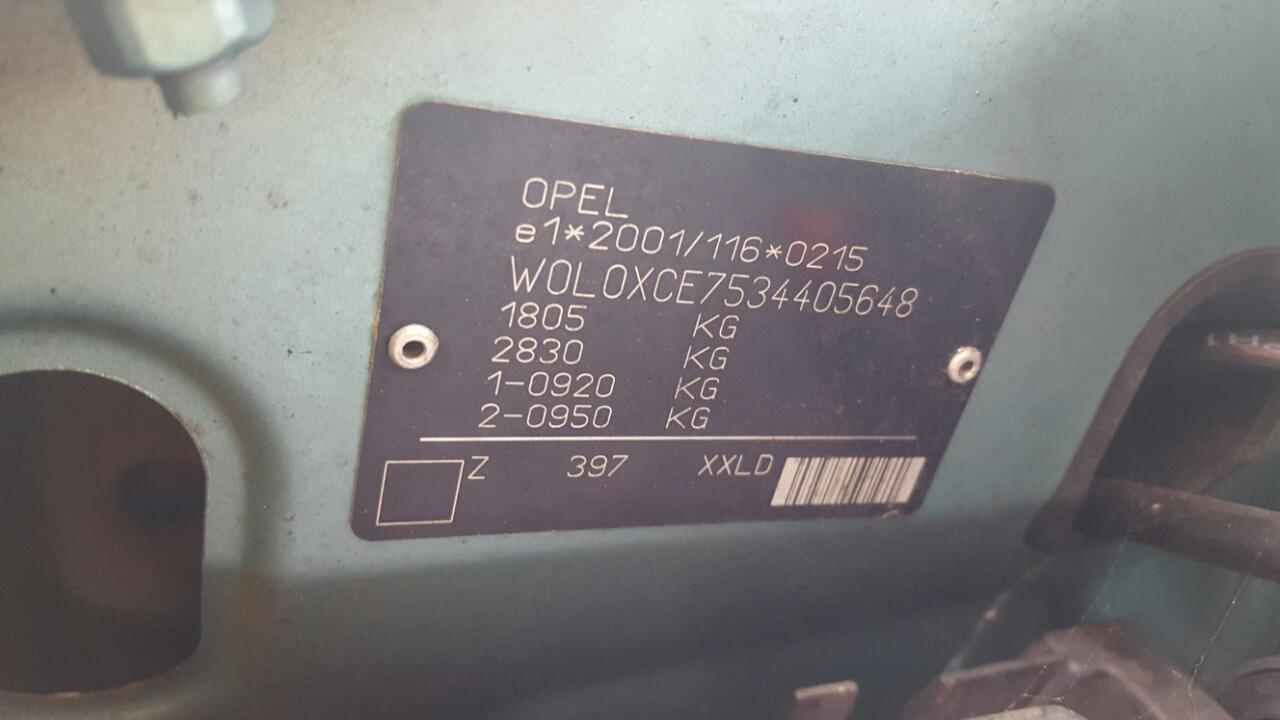 OPEL
e1*2001/116*0215
W0L0XCE7534405648
1805 KG
2830 KG
1-0920 KG
2-0950 KG
Z 397 XXLD